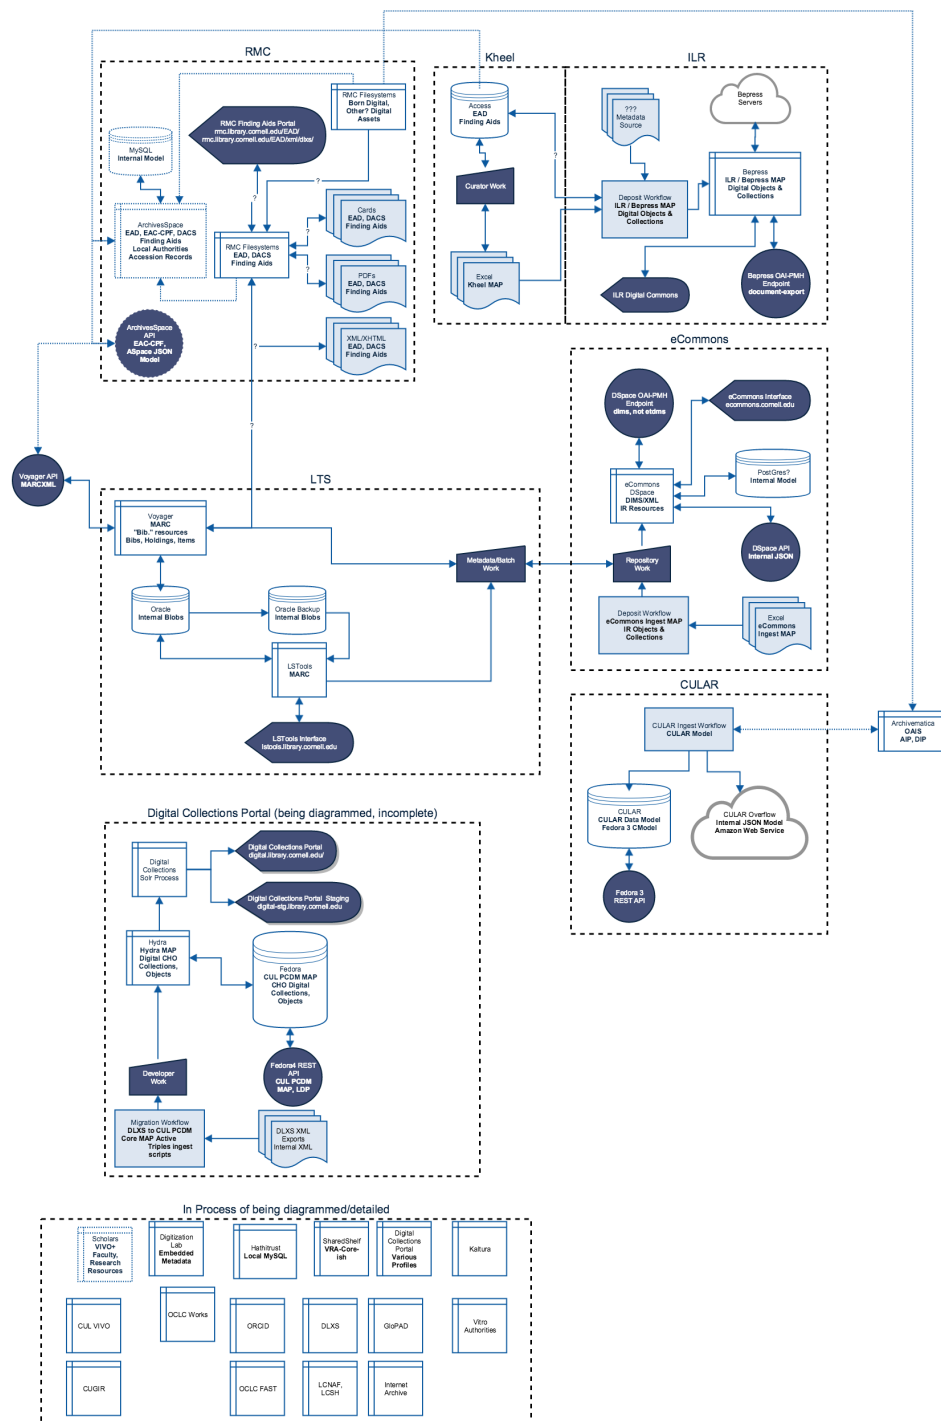 RMC
Kheel
ILR
RMC Filesystems
Born Digital,
Other? Digital
Assets
RMC Finding Aids Portal
rmc.library.cornell.edu/EAD/
rmc.library.cornell.edu/EAD/xml/dlxs/
MySQL
Internal Model
ArchivesSpace
EAD, EAC-CPF, DACS
Finding Aids
Local Authorities
Accession Records
RMC Filesystems
EAD, DACS
Finding Aids
Cards
EAD, DACS
Finding Aids
PDFs
EAD, DACS
Finding Aids
XML/XHTML
EAD, DACS
Finding Aids
ArchivesSpace
API
EAC-CPF,
ASpace JSON
Model
?
?
?
?
?
?
?
Access
EAD
Finding Aids
Curator Work
Excel
Kheel MAP
???
Metadata
Source
Bepress
Servers
Deposit Workflow
ILR / Bepress MAP
Digital Objects &
Collections
Bepress
ILR / Bepress MAP
Digital Objects &
Collections
ILR Digital Commons
Bepress OAI-PMH
Endpoint
document-export
eCommons
DSpace OAI-PMH
Endpoint
dims, not etdms
eCommons Interface
ecommons.cornell.edu
eCommons
DSpace
DIMS/XML
IR Resources
PostGres?
Internal Model
DSpace API
Internal JSON
Repository
Work
Deposit Workflow
eCommons Ingest MAP
IR Objects &
Collections
Excel
eCommons
Ingest MAP
Voyager API
MARCXML
LTS
Voyager
MARC
"Bib." resources
Bibs, Holdings, Items
Metadata/Batch
Work
Oracle
Internal Blobs
Oracle Backup
Internal Blobs
LSTools
MARC
LSTools Interface
lstools.library.cornell.edu
CULAR
CULAR Ingest Workflow
CULAR Model
Archivematica
OAIS
AIP, DIP
CULAR
CULAR Data Model
Fedora 3 CModel
CULAR Overflow
Internal JSON Model
Amazon Web Service
Fedora 3
REST API
Digital Collections Portal (being diagrammed, incomplete)
Digital
Collections
Solr Process
Digital Collections Portal
digital.library.cornell.edu/
Digital Collections Portal Staging
digital-stg.library.cornell.edu
Hydra
Hydra MAP
Digital CHO
Collections,
Objects
Fedora
CUL PCDM MAP
CHO Digital
Collections,
Objects
Developer
Work
Fedora4 REST
API
CUL PCDM
MAP, LDP
Migration Workflow
DLXS to CUL PCDM
Core MAP Active
Triples ingest
scripts
DLXS XML
Exports
Internal XML
In Process of being diagrammed/detailed
Scholars
VIVO+
Faculty,
Research
Resources
Digitization
Lab
Embedded
Metadata
Hathitrust
Local MySQL
SharedShelf
VRA-Core-
ish
Digital
Collections
Portal
Various
Profiles
Kaltura
CUL VIVO
OCLC Works
ORCID
DLXS
GloPAD
Vitro
Authorities
CUGIR
OCLC FAST
LCNAF,
LCSH
Internet
Archive